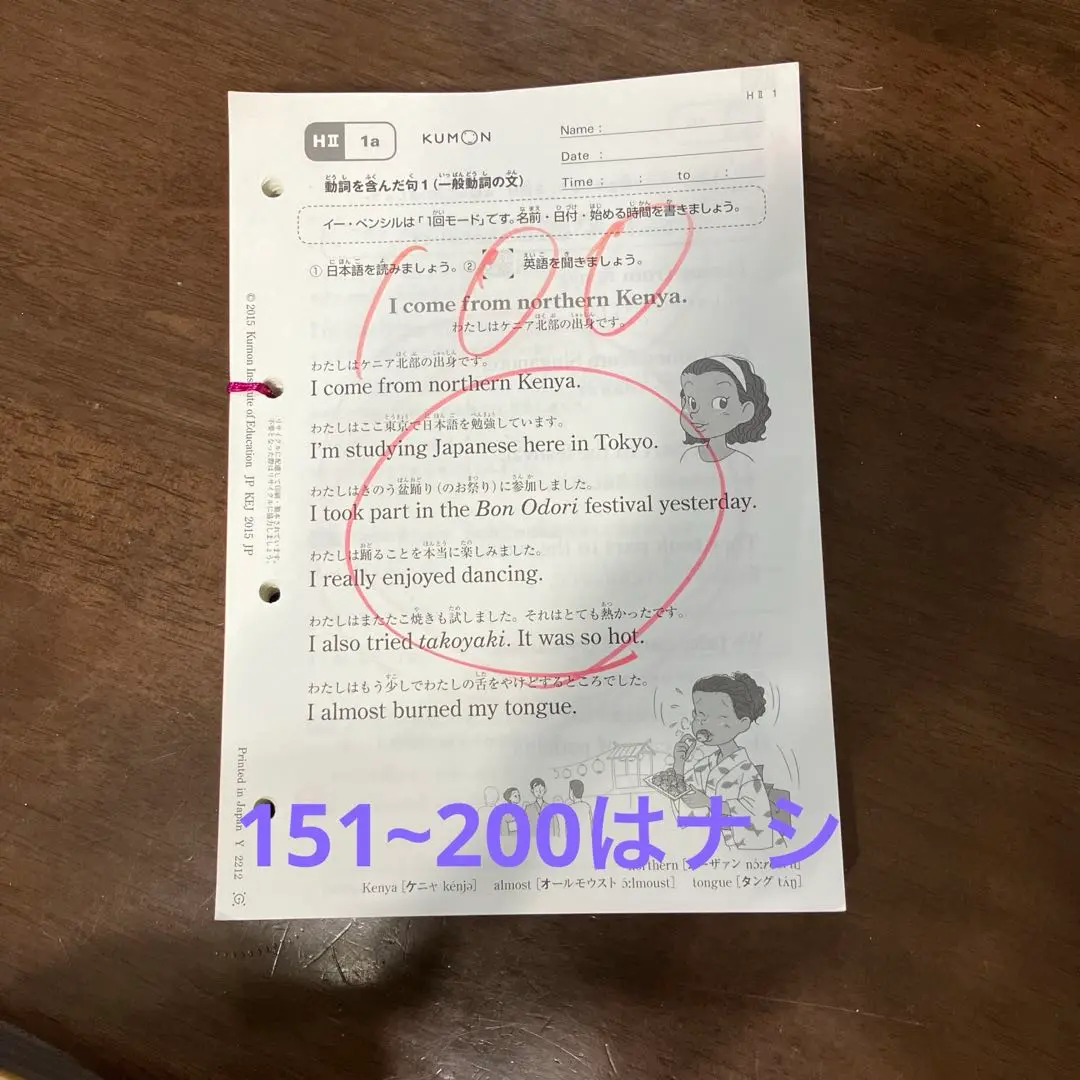 HⅡ 1
HⅡ 1a
KUMON
Name :
Date :
Time : : to :
動詞を含んだ句1(一般動詞の文)
イー・ペンシルは「1回モード」です。名前・日付・始める時間を書きましょう。
①日本語を読みましょう。② 英語を聞きましょう。
100
I come from northern Kenya.
わたしはケニア北部の出身です。
わたしはケニア北部の出身です。
I come from northern Kenya.
わたしはここ東京で日本語を勉強しています。
I'm studying Japanese here in Tokyo.
わたしはきのう盆踊り(のお祭り)に参加しました。
I took part in the Bon Odori festival yesterday.
わたしは踊ることを本当に楽しみました。
I really enjoyed dancing.
わたしはまたたこ焼きも試しました。それはとても熱かったです。
I also tried takoyaki. It was so hot.
わたしはもう少しでわたしの舌をやけどするところでした。
I almost burned my tongue.
151~200はナシ
Kenya [ケニャ kénjə] almost [オールモウスト ɔ́:lmoust] tongue [タング tʌ́ŋ]
© 2015 Kumon Institute of Education JP KEJ 2015 JP
Printed in Japan Y 2212